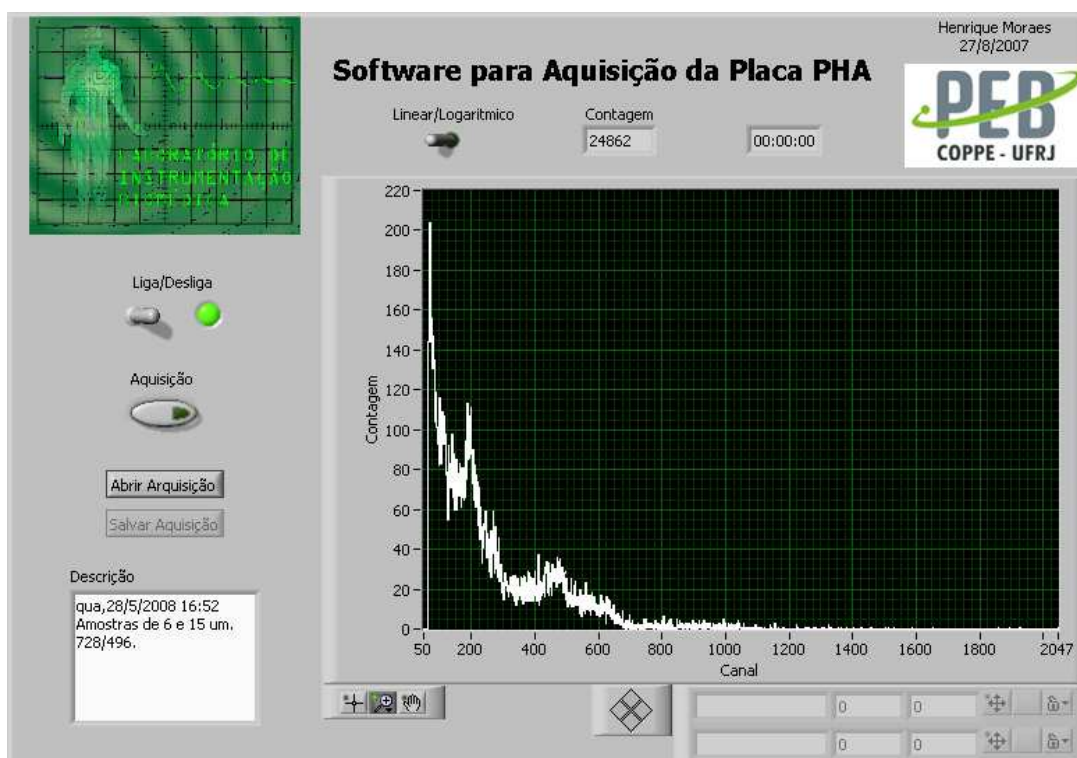 Henrique Moraes
27/8/2007
Software para Aquisição da Placa PHA
LABORATÓRIO DE
INSTRUMENTAÇÃO
BIOMÉDICA
Linear/Logaritmico
Contagem
24862
00:00:00
PEB
COPPE - UFRJ
Liga/Desliga
Aquisição
Abrir Arquisição
Salvar Aquisição
Descrição
qua,28/5/2008 16:52
Amostras de 6 e 15 um.
728/496.
Contagem
220
200
180
160
140
120
100
80
60
40
20
0
50 200 400 600 800 1000 1200 1400 1600 1800 2047
Canal
0 0
0 0